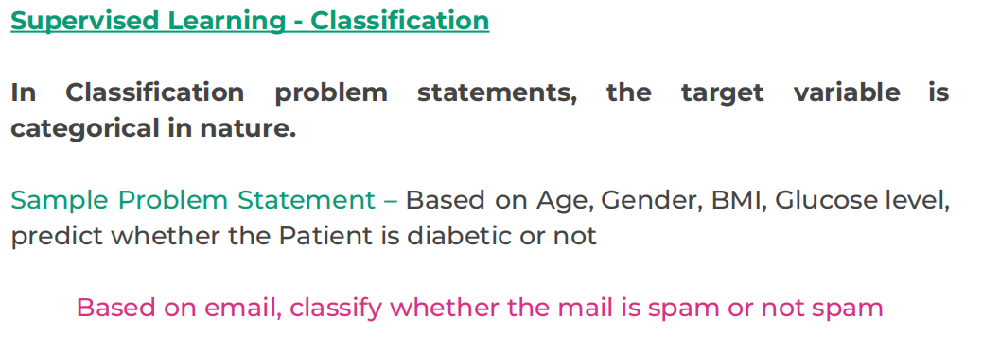 Supervised Learning - Classification
In Classification problem statements, the target variable is
categorical in nature.
Sample Problem Statement – Based on Age, Gender, BMI, Glucose level,
predict whether the Patient is diabetic or not
Based on email, classify whether the mail is spam or not spam